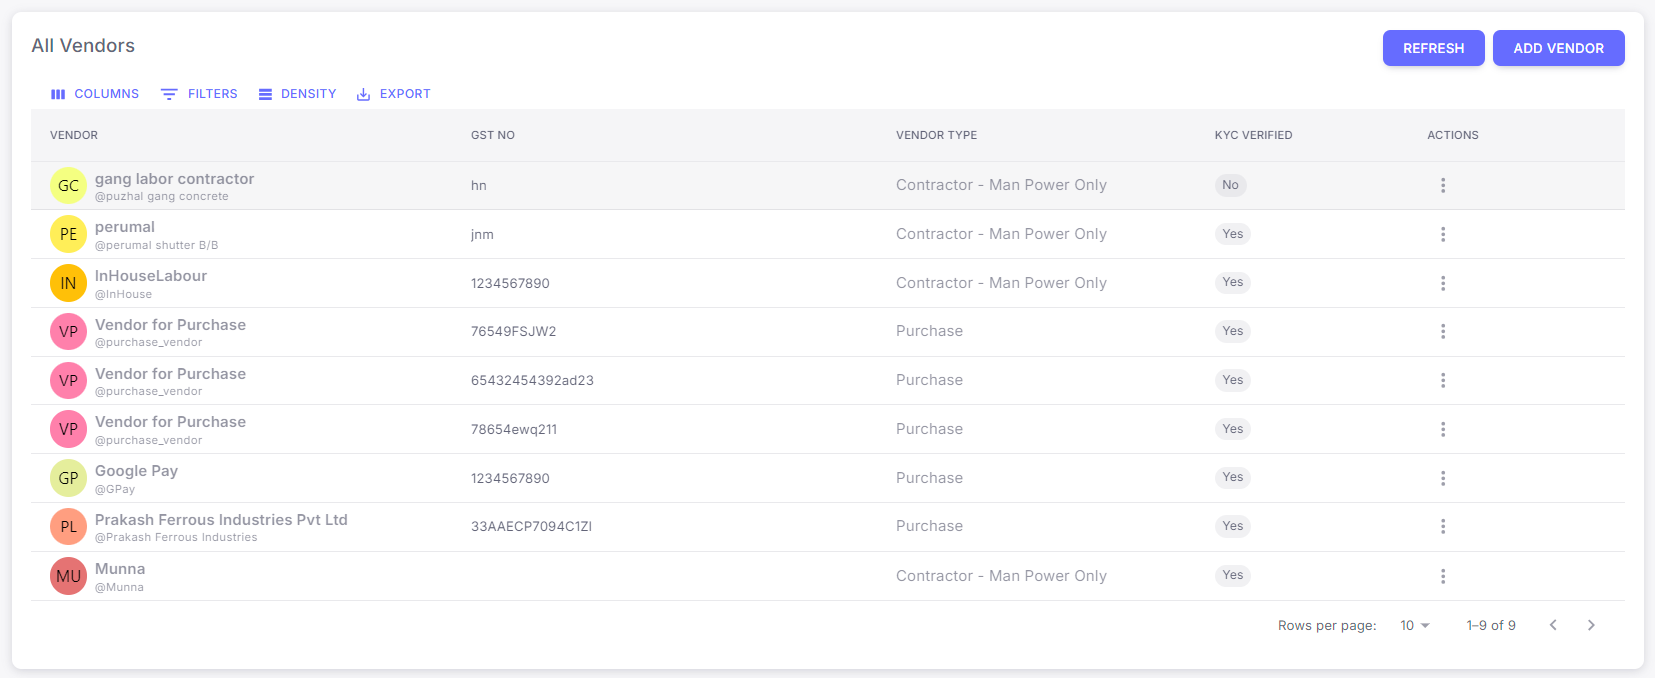 All Vendors
REFRESH ADD VENDOR
COLUMNS FILTERS DENSITY EXPORT
VENDOR GST NO VENDOR TYPE KYC VERIFIED ACTIONS
GC gang labor contractor hn Contractor - Man Power Only No
@puzhal gang concrete
PE perumal jnm Contractor - Man Power Only Yes
@perumal shutter B/B
IN InHouseLabour 1234567890 Contractor - Man Power Only Yes
@InHouse
VP Vendor for Purchase 76549FSJW2 Purchase Yes
@purchase_vendor
VP Vendor for Purchase 65432454392ad23 Purchase Yes
@purchase_vendor
VP Vendor for Purchase 78654ewq211 Purchase Yes
@purchase_vendor
GP Google Pay 1234567890 Purchase Yes
@GPay
PL Prakash Ferrous Industries Pvt Ltd 33AAECP7094C1ZI Purchase Yes
@Prakash Ferrous Industries
MU Munna Contractor - Man Power Only Yes
@Munna
Rows per page: 10 1–9 of 9